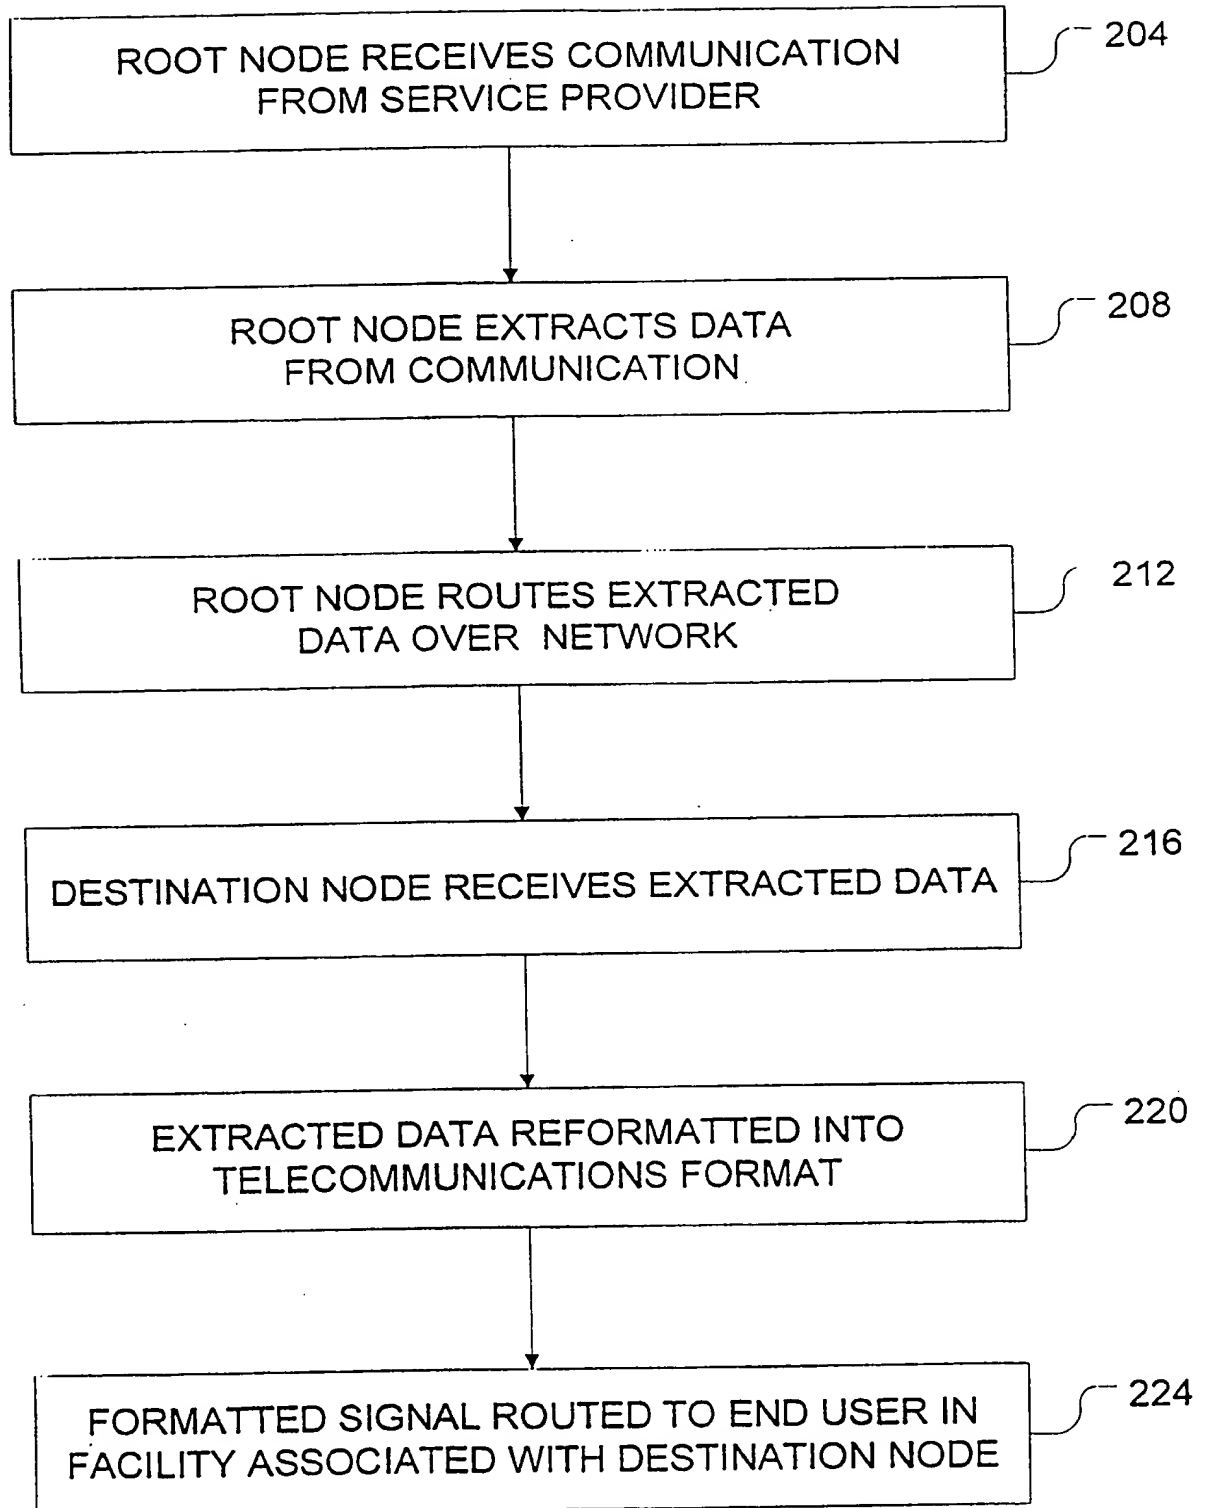 ROOT NODE RECEIVES COMMUNICATION
FROM SERVICE PROVIDER
204
ROOT NODE EXTRACTS DATA
FROM COMMUNICATION
208
ROOT NODE ROUTES EXTRACTED
DATA OVER NETWORK
212
DESTINATION NODE RECEIVES EXTRACTED DATA
216
EXTRACTED DATA REFORMATTED INTO
TELECOMMUNICATIONS FORMAT
220
FORMATTED SIGNAL ROUTED TO END USER IN
FACILITY ASSOCIATED WITH DESTINATION NODE
224